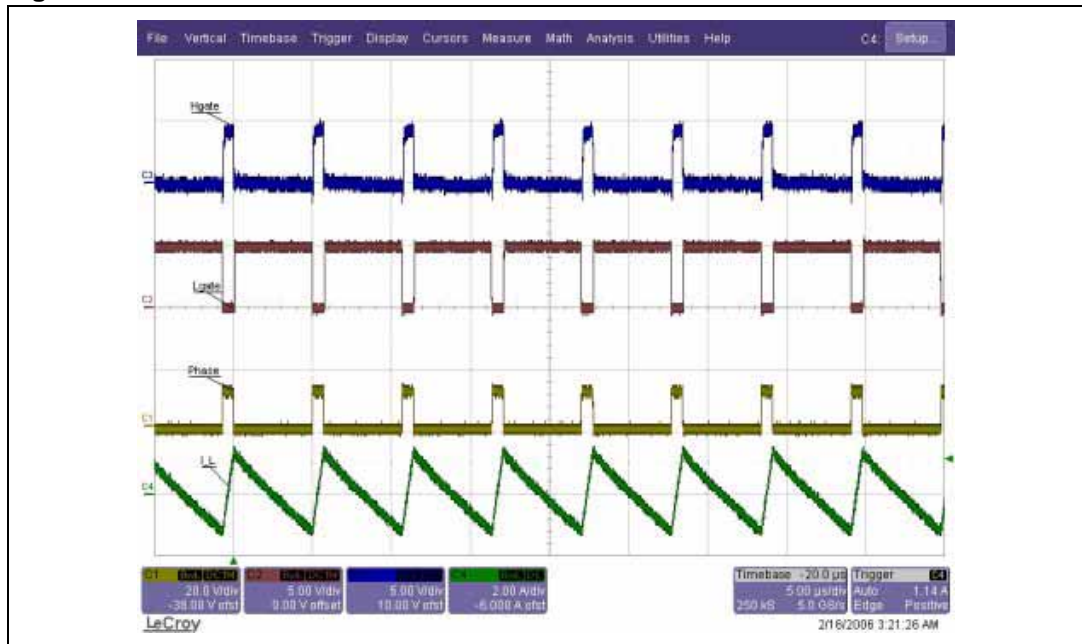 File Vertical Timebase Trigger Display Cursors Measure Math Analysis Utilities Help C4: Setup...
Hgate
C3
C2
Lgate
Phase
C1
I_L
C4
C1
C2
C4
20.0 V/div 5.00 V/div 5.00 V/div 2.00 A/div
-38.00 V ofst 0.00 V offset 10.00 V ofst -6.000 A ofst
Timebase -20.0 µs Trigger C4
5.00 µs/div Auto 1.14 A
250 kS 5.0 GS/s Edge Positive
LeCroy 2/16/2006 3:21:26 AM